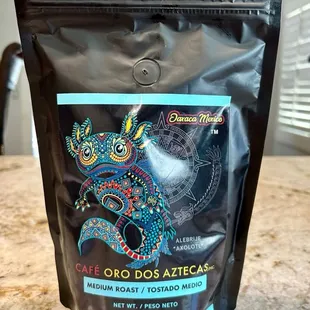 Oaxaca Mexico
TM
ALEBRIJE
"AXOLOTL"
CAFÉ ORO DOS AZTECAS
MEDIUM ROAST / TOSTADO MEDIO
NET WT. / PESO NETO